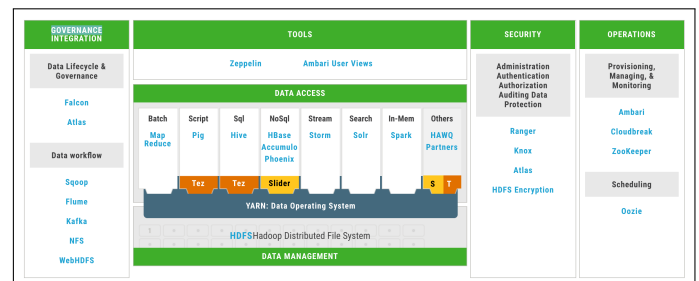 GOVERNANCE
INTEGRATION
Data Lifecycle &
Governance
Falcon
Atlas
Data workflow
Sqoop
Flume
Kafka
NFS
WebHDFS
TOOLS
Zeppelin
Ambari User Views
DATA ACCESS
Batch
Map
Reduce
Script
Pig
Sql
Hive
NoSql
HBase
Accumulo
Phoenix
Stream
Storm
Search
Solr
In-Mem
Spark
Others
HAWQ
Partners
Tez
Tez
Slider
S
T
YARN: Data Operating System
HDFSHadoop Distributed File System
DATA MANAGEMENT
SECURITY
Administration
Authentication
Authorization
Auditing Data
Protection
Ranger
Knox
Atlas
HDFS Encryption
OPERATIONS
Provisioning,
Managing, &
Monitoring
Ambari
Cloudbreak
ZooKeeper
Scheduling
Oozie